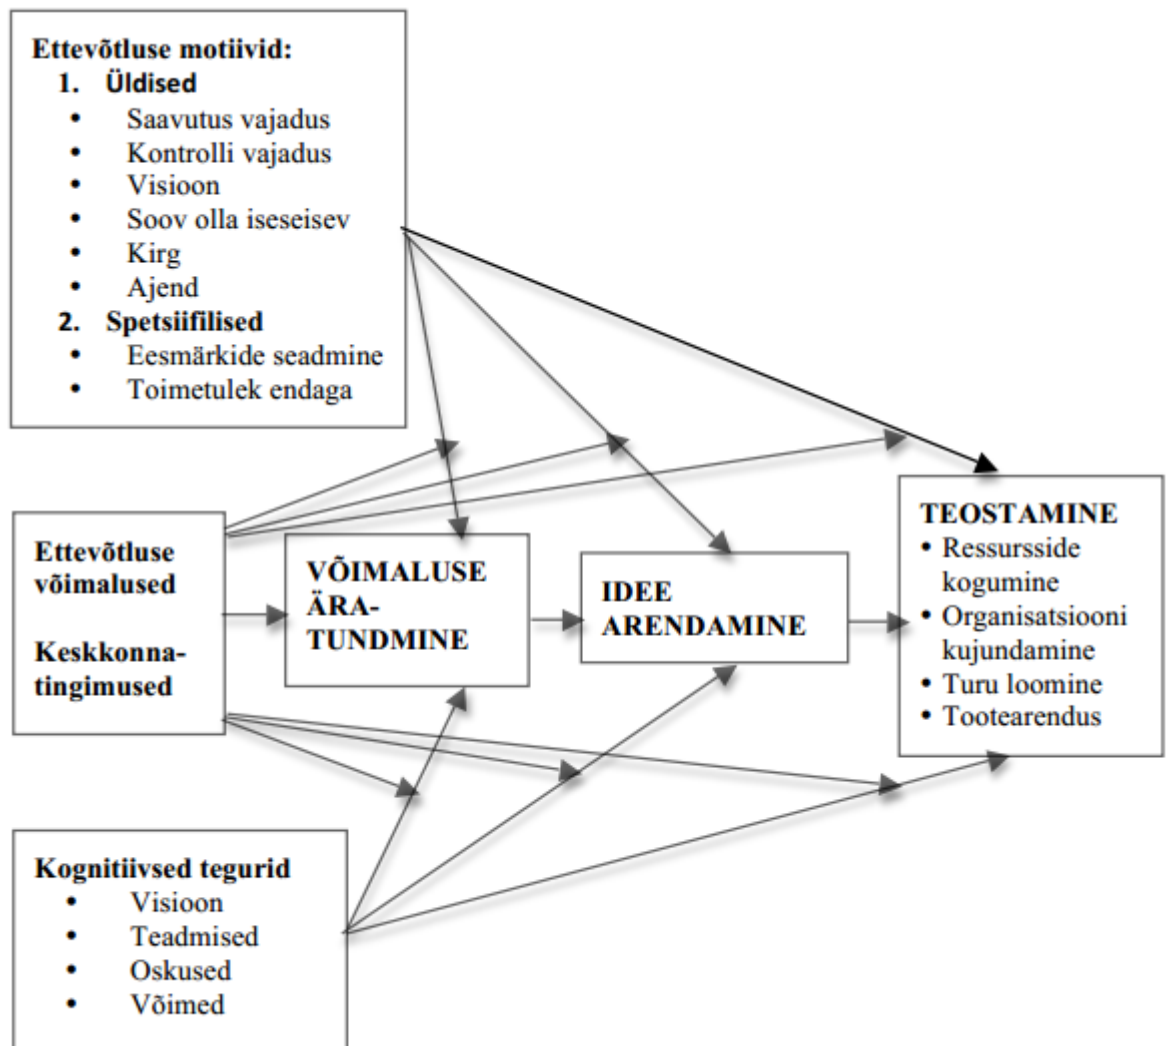 Ettevõtluse motiivid:
1. Üldised
• Saavutus vajadus
• Kontrolli vajadus
• Visioon
• Soov olla iseseisev
• Kirg
• Ajend
2. Spetsiifilised
• Eesmärkide seadmine
• Toimetulek endaga
Ettevõtluse
võimalused
Keskkonna-
tingimused
VÕIMALUSE
ÄRA-
TUNDMINE
IDEE
ARENDAMINE
TEOSTAMINE
• Ressursside
kogumine
• Organisatsiooni
kujundamine
• Turu loomine
• Tootearendus
Kognitiivsed tegurid
• Visioon
• Teadmised
• Oskused
• Võimed